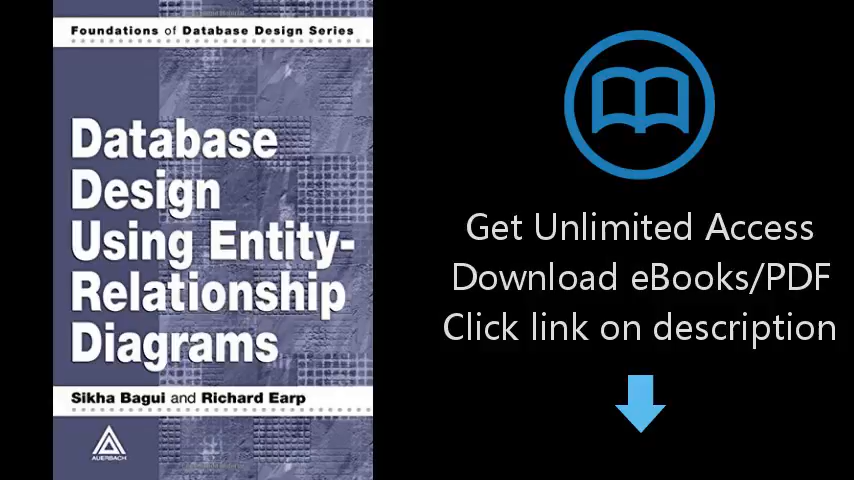 Foundations of Database Design Series
Database
Design
Using Entity-
Relationship
Diagrams
Sikha Bagui and Richard Earp
AUERBACH
Get Unlimited Access
Download eBooks/PDF
Click link on description